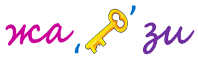 жа , ’ зи